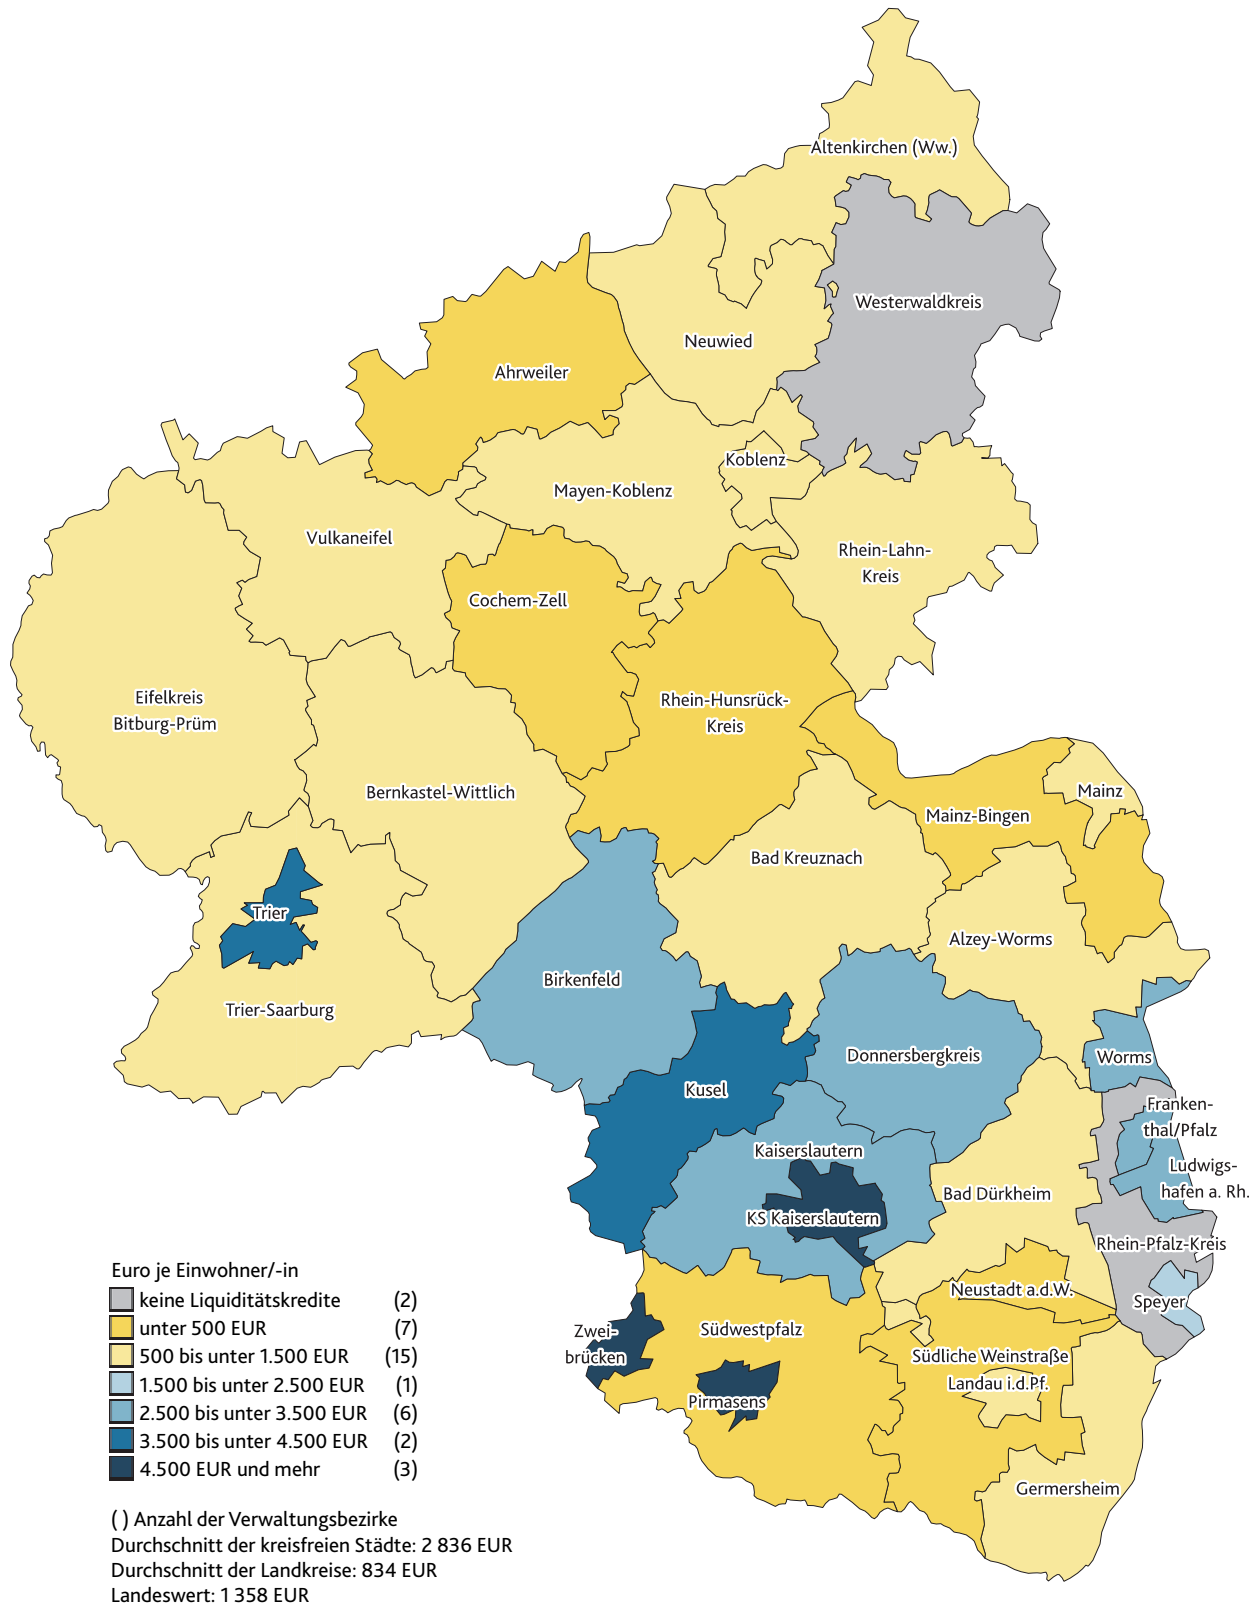 Altenkirchen (Ww.)
Westerwaldkreis
Neuwied
Ahrweiler
Koblenz
Mayen-Koblenz
Vulkaneifel
Rhein-Lahn-
Kreis
Cochem-Zell
Eifelkreis
Bitburg-Prüm
Rhein-Hunsrück-
Kreis
Bernkastel-Wittlich
Mainz
Mainz-Bingen
Bad Kreuznach
Trier
Alzey-Worms
Birkenfeld
Trier-Saarburg
Donnersbergkreis
Worms
Kusel
Franken-
thal/Pfalz
Kaiserslautern
Ludwigs-
hafen a. Rh.
Bad Dürkheim
KS Kaiserslautern
Rhein-Pfalz-Kreis
Neustadt a.d.W.
Speyer
Zwei-
brücken
Südwestpfalz
Südliche Weinstraße
Landau i.d.Pf.
Pirmasens
Germersheim
Euro je Einwohner/-in
keine Liquiditätskredite (2)
unter 500 EUR (7)
500 bis unter 1.500 EUR (15)
1.500 bis unter 2.500 EUR (1)
2.500 bis unter 3.500 EUR (6)
3.500 bis unter 4.500 EUR (2)
4.500 EUR und mehr (3)
( ) Anzahl der Verwaltungsbezirke
Durchschnitt der kreisfreien Städte: 2 836 EUR
Durchschnitt der Landkreise: 834 EUR
Landeswert: 1 358 EUR